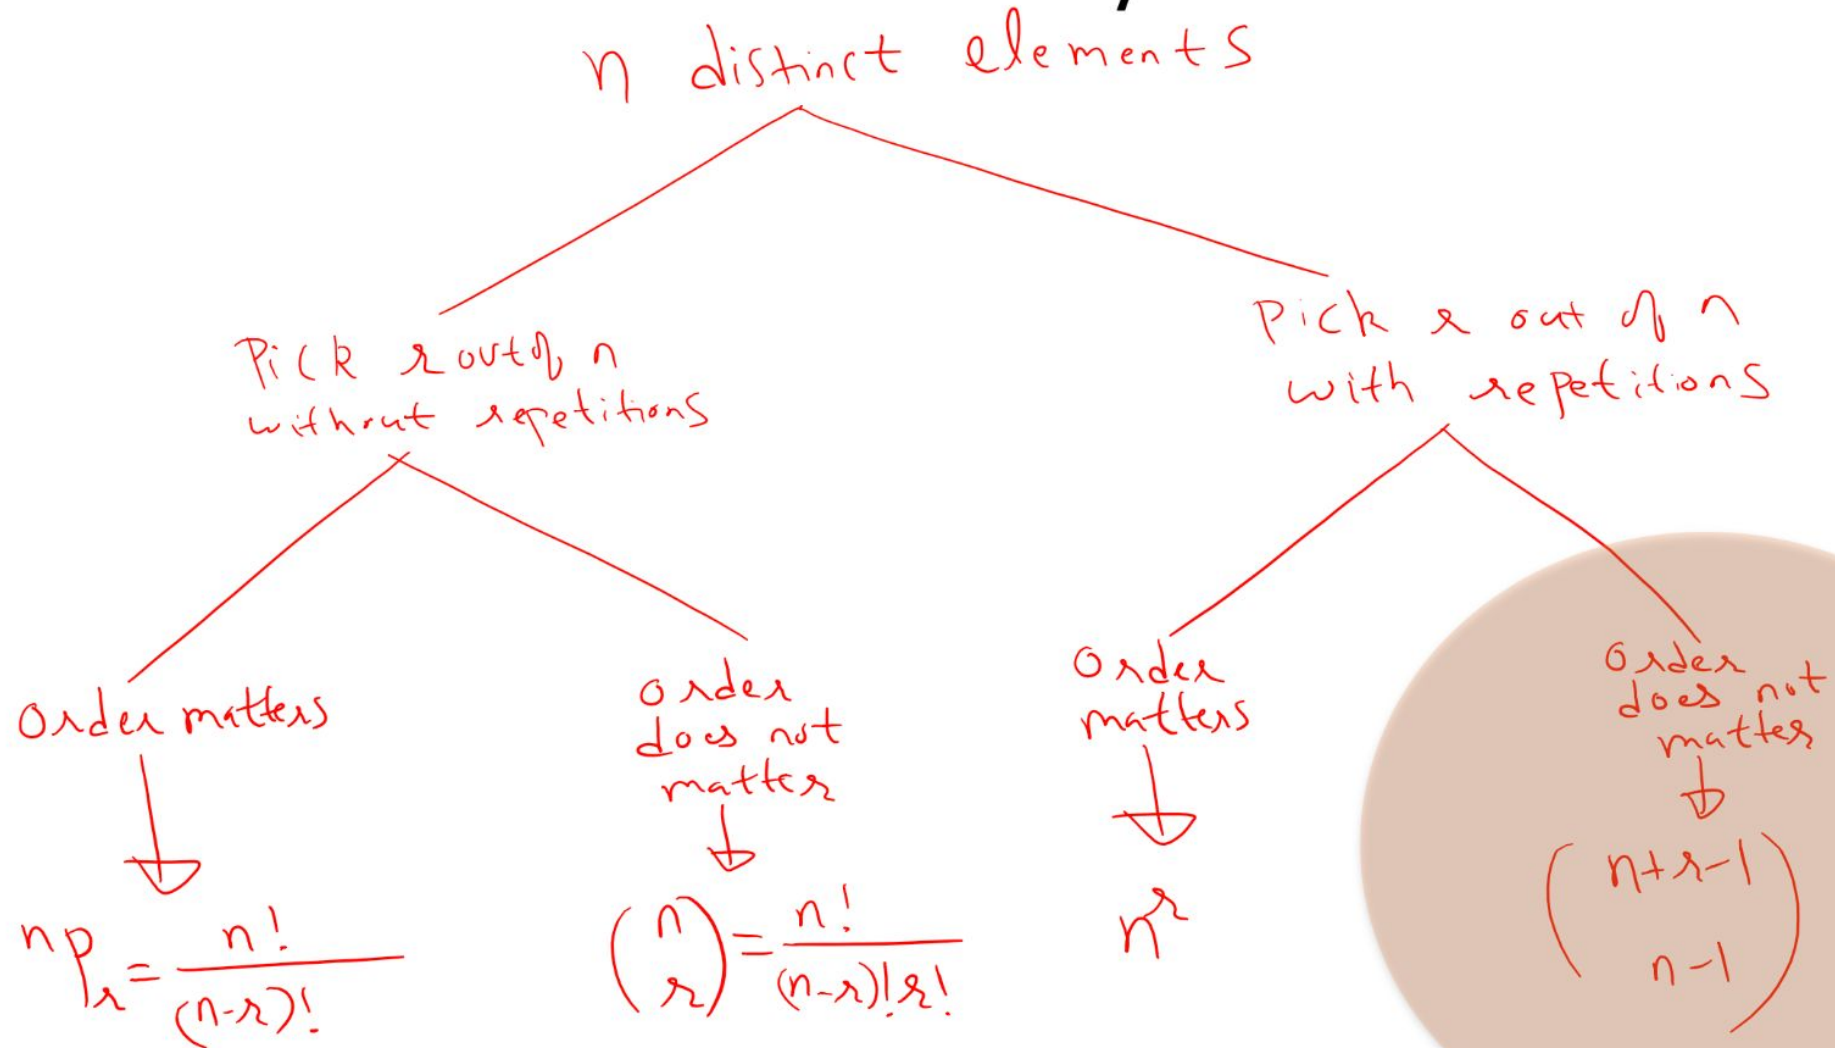 n distinct elements
Pick r out of n
without repetitions
Pick r out of n
with repetitions
Order matters
Order
does not
matter
Order
matters
Order
does not
matter
nPr = n! / (n-r)!
(n r) = n! / (n-r)! r!
n^r
(n+r-1
n-1)